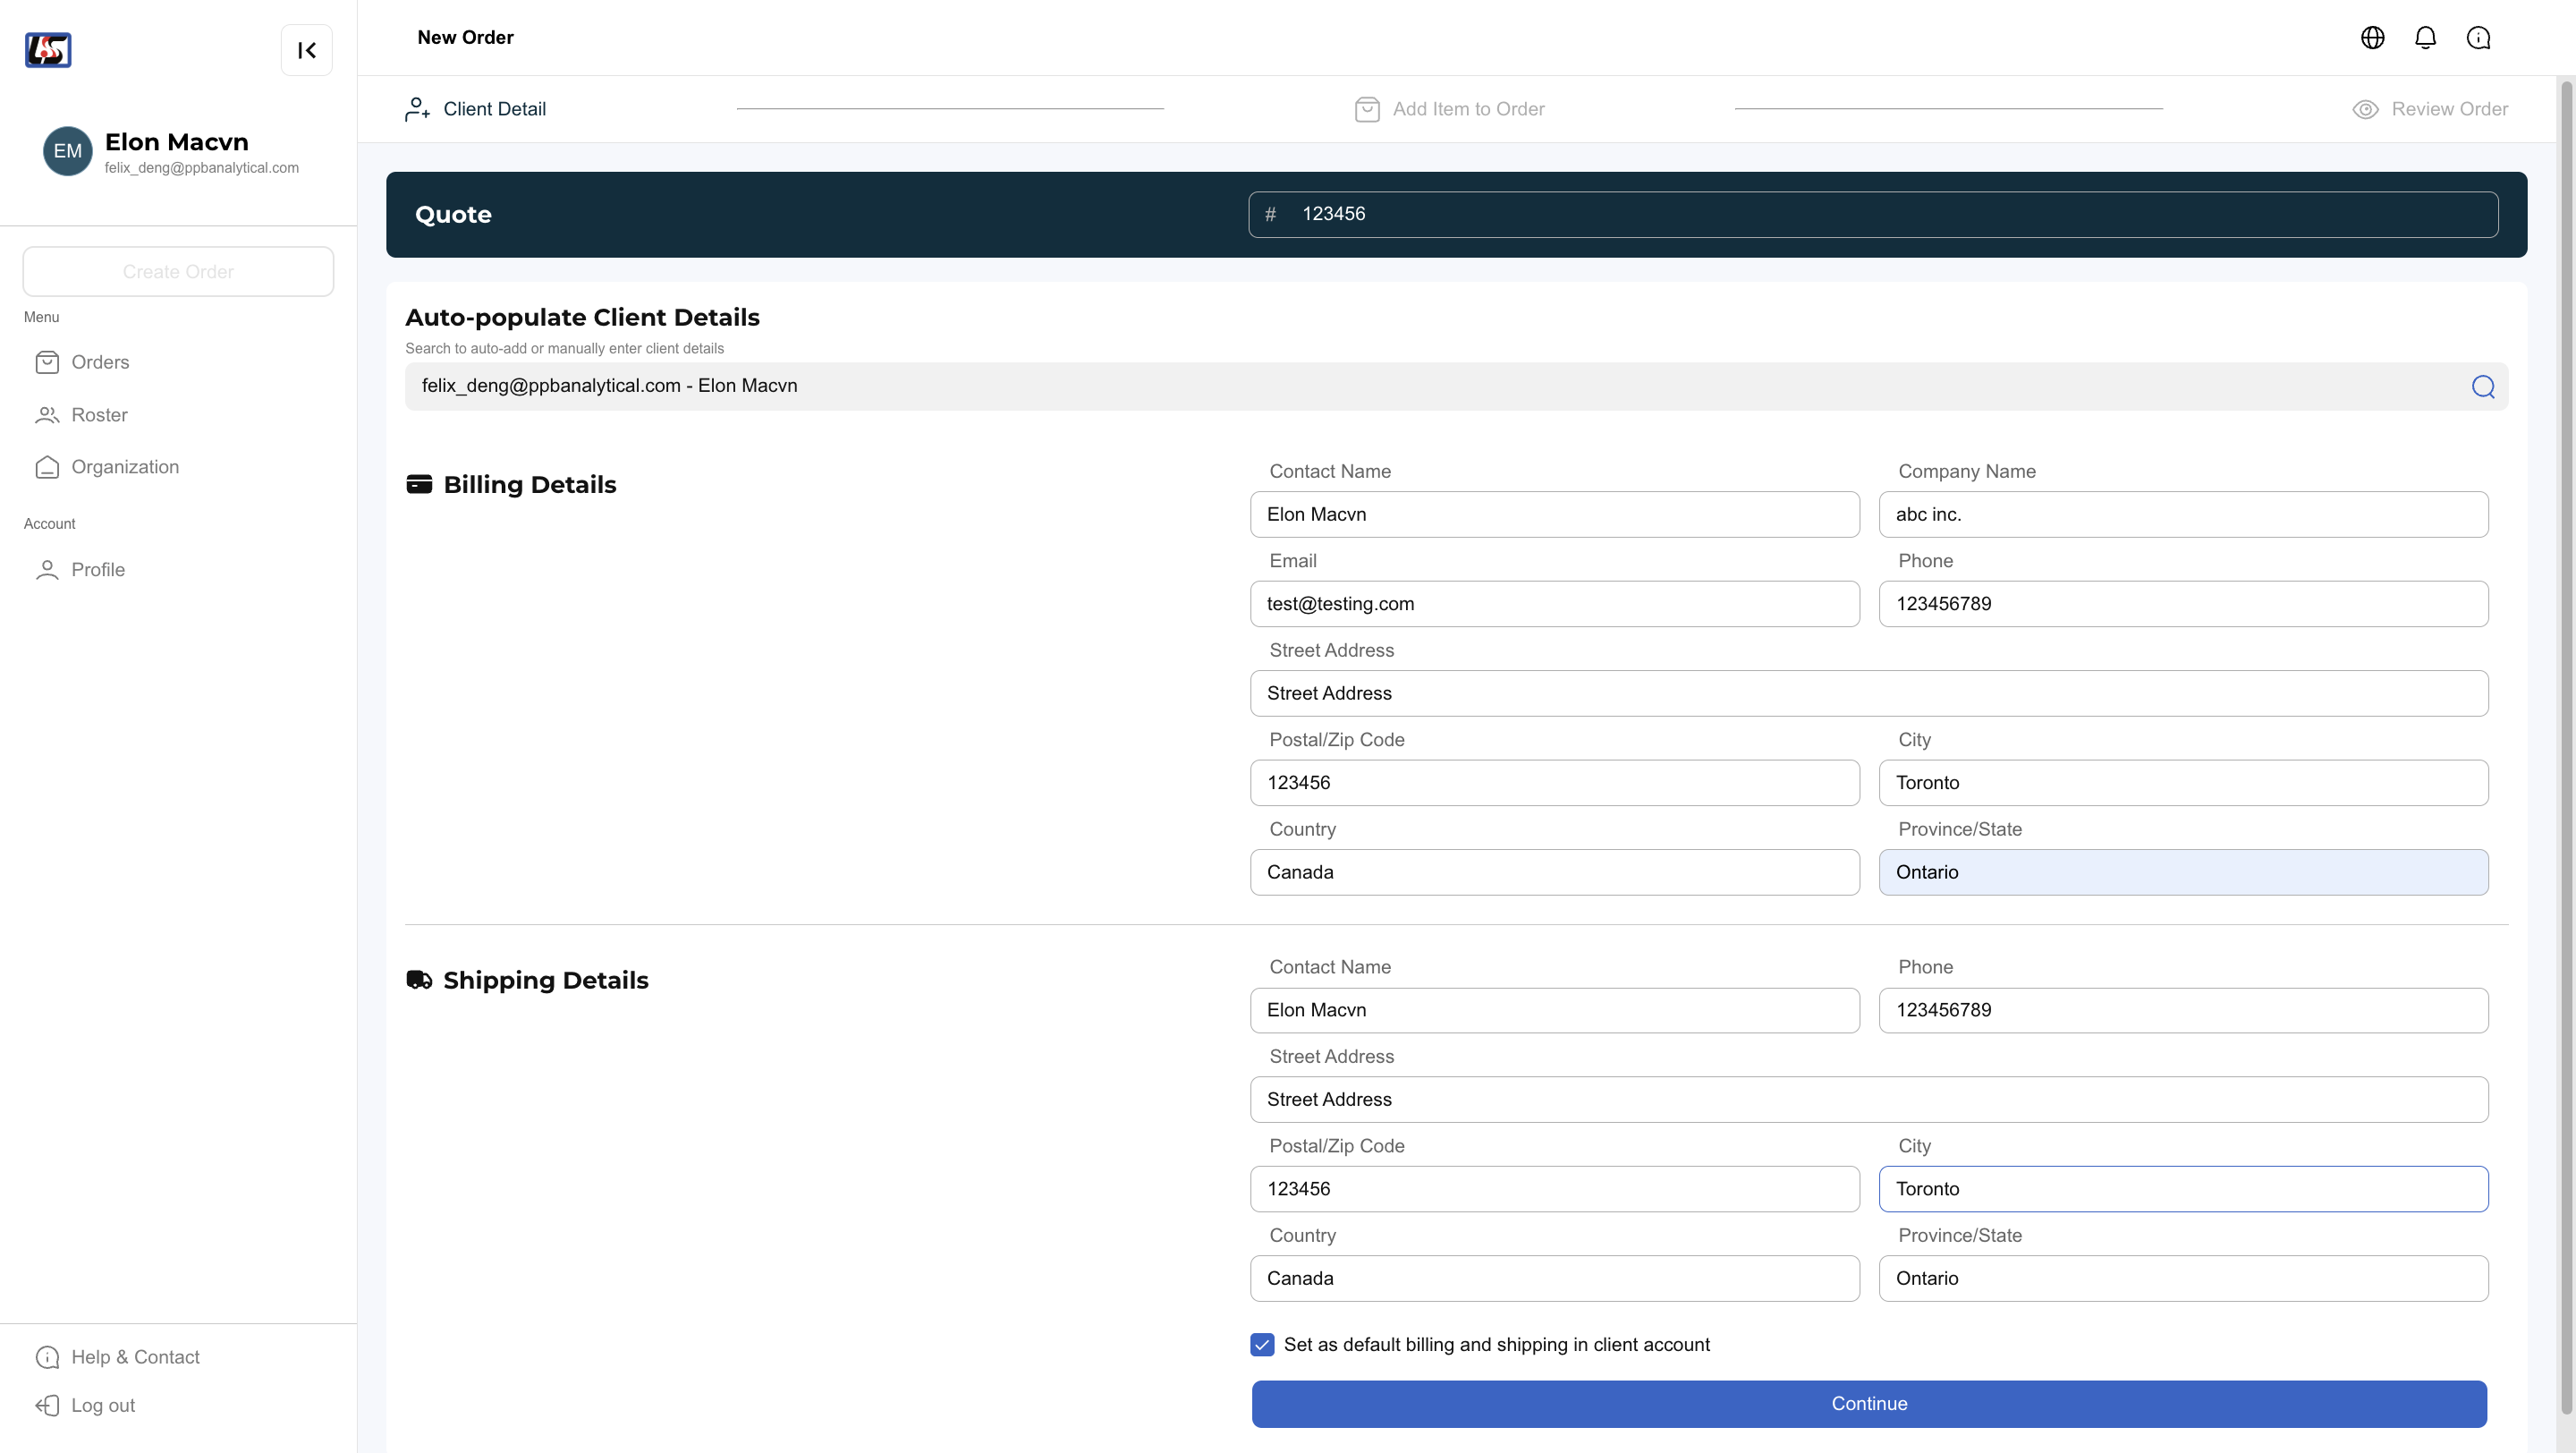 LSS
New Order
EM
Elon Macvn
felix_deng@ppbanalytical.com
Create Order
Menu
Orders
Roster
Organization
Account
Profile
Help & Contact
Log out
Client Detail
Add Item to Order
Review Order
Quote
# 123456
Auto-populate Client Details
Search to auto-add or manually enter client details
felix_deng@ppbanalytical.com - Elon Macvn
Billing Details
Contact Name Company Name
Elon Macvn abc inc.
Email Phone
test@testing.com 123456789
Street Address
Street Address
Postal/Zip Code City
123456 Toronto
Country Province/State
Canada Ontario
Shipping Details
Contact Name Phone
Elon Macvn 123456789
Street Address
Street Address
Postal/Zip Code City
123456 Toronto
Country Province/State
Canada Ontario
Set as default billing and shipping in client account
Continue